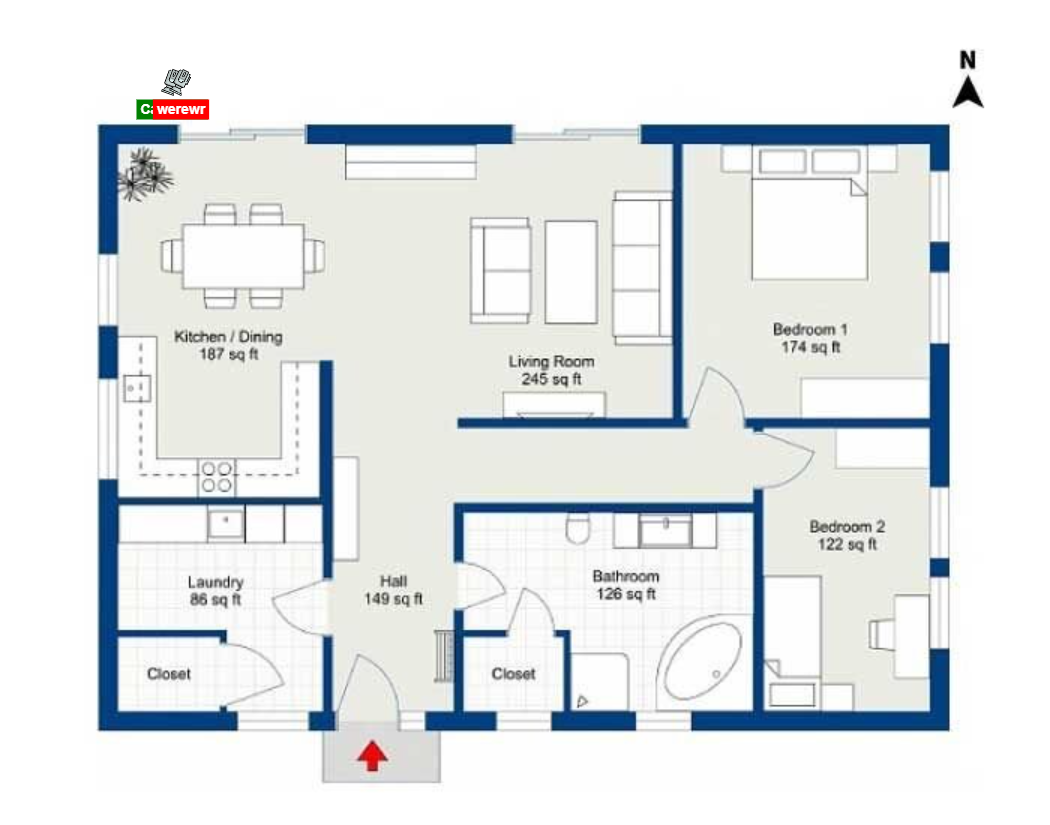 N
C
werewr
Kitchen / Dining
187 sq ft
Living Room
245 sq ft
Bedroom 1
174 sq ft
Bedroom 2
122 sq ft
Laundry
86 sq ft
Hall
149 sq ft
Bathroom
126 sq ft
Closet
Closet